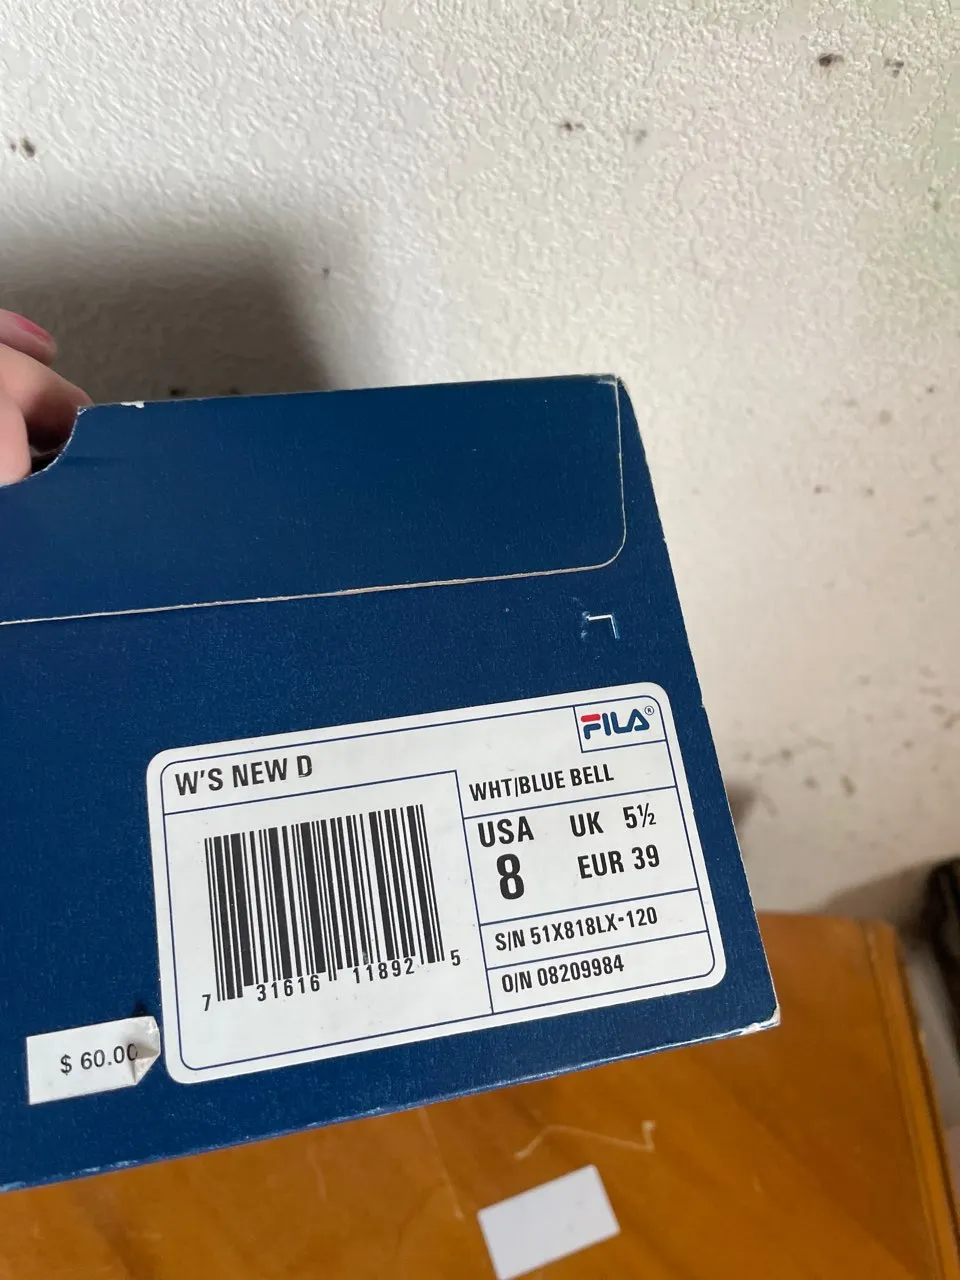 FILA®
W'S NEW D
WHT/BLUE BELL
USA 8
UK 5½
EUR 39
S/N 51X818LX-120
O/N 08209984
7 31616 11892 5
$ 60.00